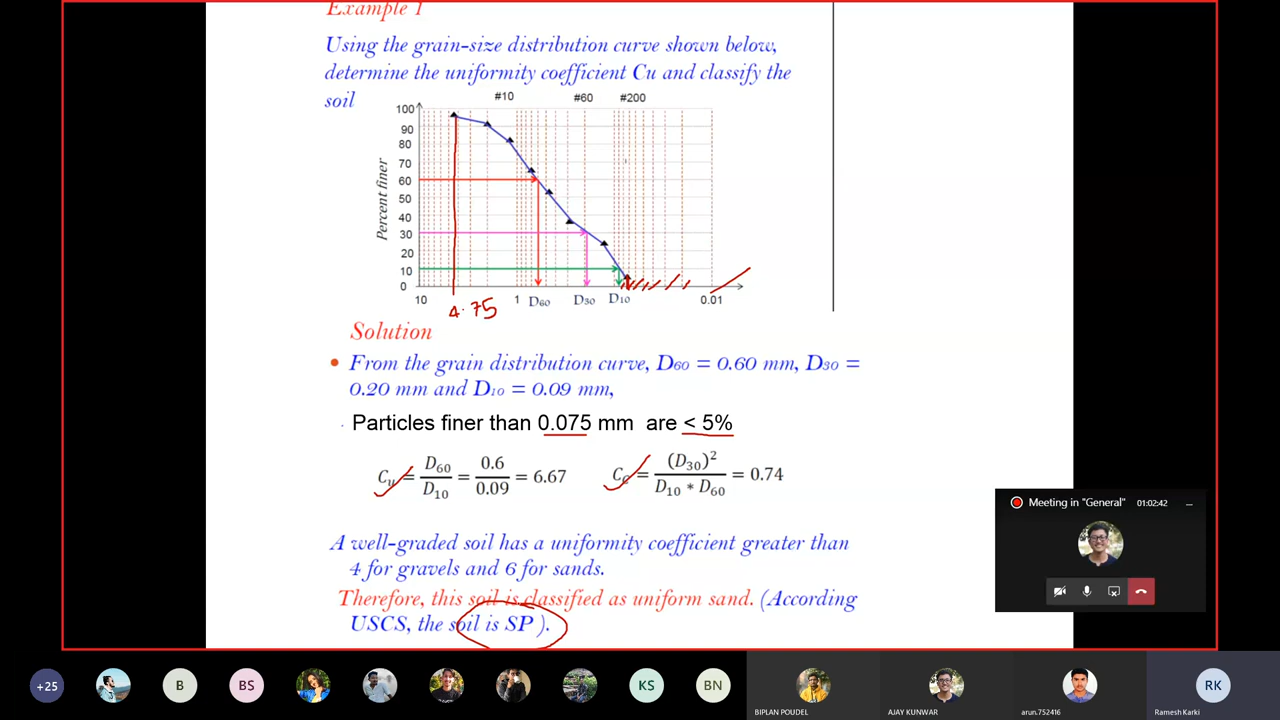 Example 1
Using the grain-size distribution curve shown below,
determine the uniformity coefficient Cu and classify the
soil
#10 #60 #200
Percent finer
100
90
80
70
60
50
40
30
20
10
0
10 1 D60 D30 D10 0.01
4.75
Solution
• From the grain distribution curve, D60 = 0.60 mm, D30 =
0.20 mm and D10 = 0.09 mm,
Particles finer than 0.075 mm are < 5%
Cu = D60 / D10 = 0.6 / 0.09 = 6.67
Cc = (D30)² / D10 * D60 = 0.74
A well-graded soil has a uniformity coefficient greater than
4 for gravels and 6 for sands.
Therefore, this soil is classified as uniform sand. (According
USCS, the soil is SP ).
Meeting in "General" 01:02:42 ...
+25 B BS KS BN RK
BIPLAN POUDEL AJAY KUNWAR arun.752416 Ramesh Karki